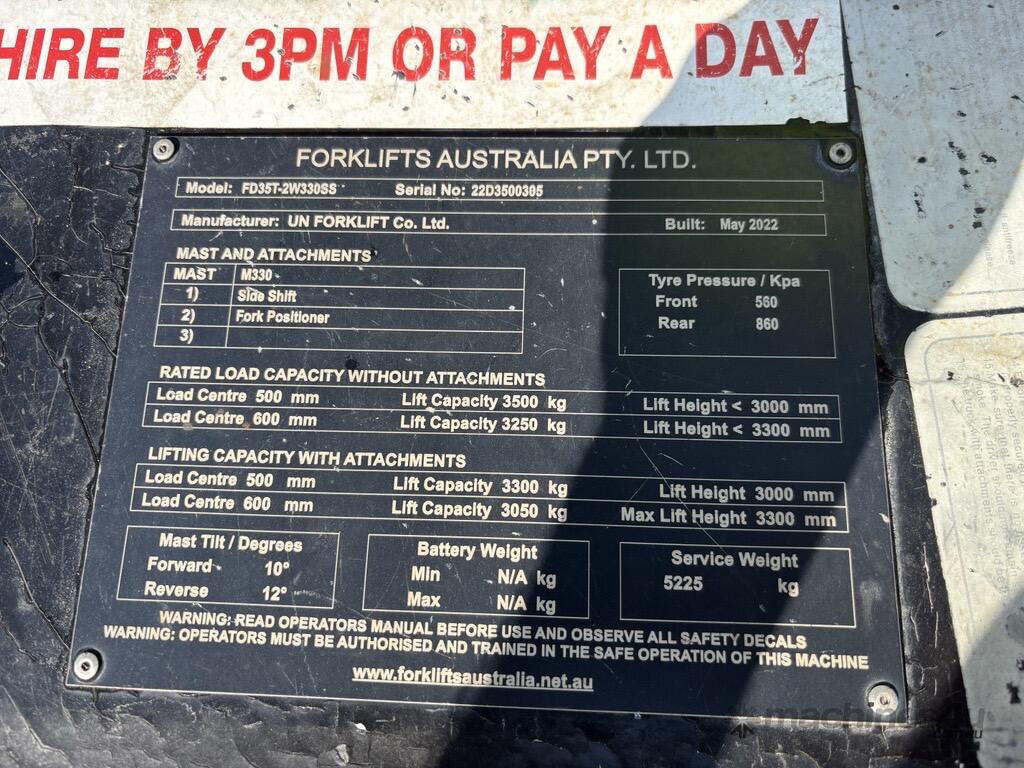 HIRE BY 3PM OR PAY A DAY
FORKLIFTS AUSTRALIA PTY. LTD.
Model: FD35T-2W330SS Serial No: 22D3500305
Manufacturer: UN FORKLIFT Co. Ltd. Built: May 2022
MAST AND ATTACHMENTS
MAST M330
1) Side Shift
2) Fork Positioner
3)
Tyre Pressure / Kpa
Front 560
Rear 860
RATED LOAD CAPACITY WITHOUT ATTACHMENTS
Load Centre 500 mm Lift Capacity 3500 kg Lift Height < 3000 mm
Load Centre 600 mm Lift Capacity 3250 kg Lift Height < 3300 mm
LIFTING CAPACITY WITH ATTACHMENTS
Load Centre 500 mm Lift Capacity 3300 kg Lift Height 3000 mm
Load Centre 600 mm Lift Capacity 3050 kg Max Lift Height 3300 mm
Mast Tilt / Degrees
Forward 10°
Reverse 12°
Battery Weight
Min N/A kg
Max N/A kg
Service Weight
5225 kg
WARNING: READ OPERATORS MANUAL BEFORE USE AND OBSERVE ALL SAFETY DECALS
WARNING: OPERATORS MUST BE AUTHORISED AND TRAINED IN THE SAFE OPERATION OF THIS MACHINE
www.forkliftsaustralia.net.au